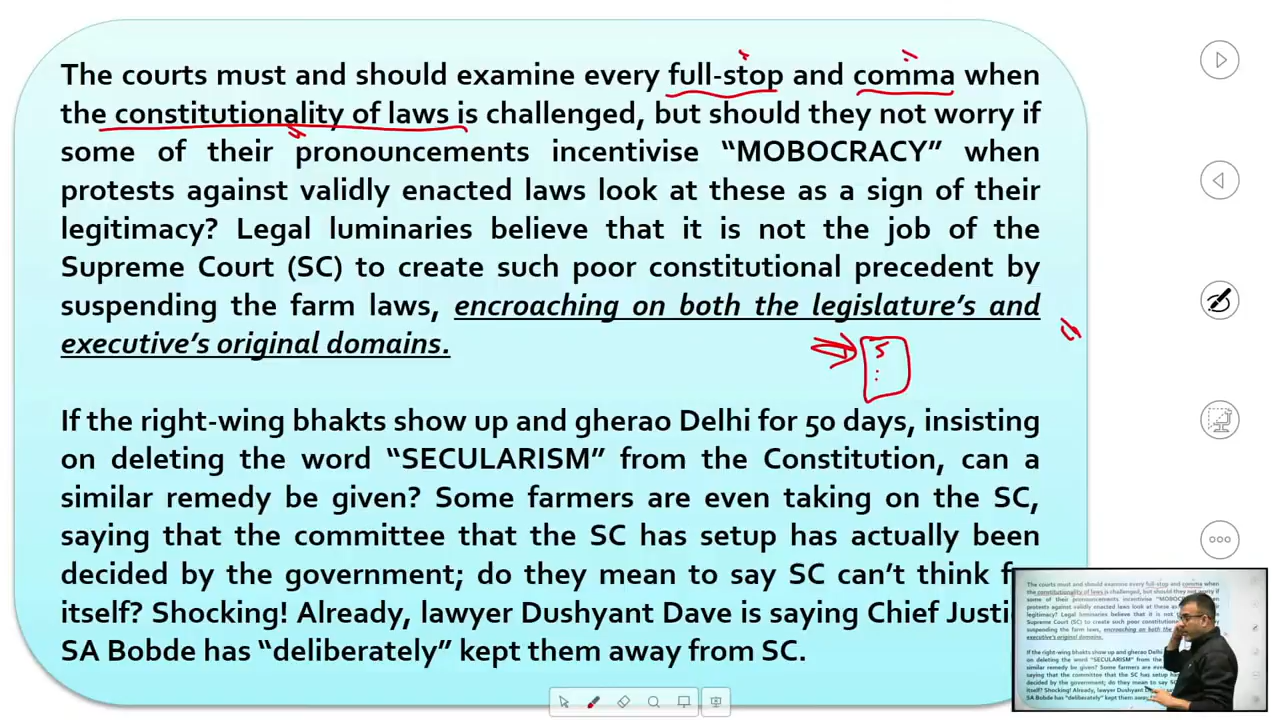 The courts must and should examine every full-stop and comma when
the constitutionality of laws is challenged, but should they not worry if
some of their pronouncements incentivise “MOBOCRACY” when
protests against validly enacted laws look at these as a sign of their
legitimacy? Legal luminaries believe that it is not the job of the
Supreme Court (SC) to create such poor constitutional precedent by
suspending the farm laws, encroaching on both the legislature’s and
executive’s original domains.
5
If the right-wing bhakts show up and gherao Delhi for 50 days, insisting
on deleting the word “SECULARISM” from the Constitution, can a
similar remedy be given? Some farmers are even taking on the SC,
saying that the committee that the SC has setup has actually been
decided by the government; do they mean to say SC can’t think f
itself? Shocking! Already, lawyer Dushyant Dave is saying Chief Justi
SA Bobde has “deliberately” kept them away from SC.